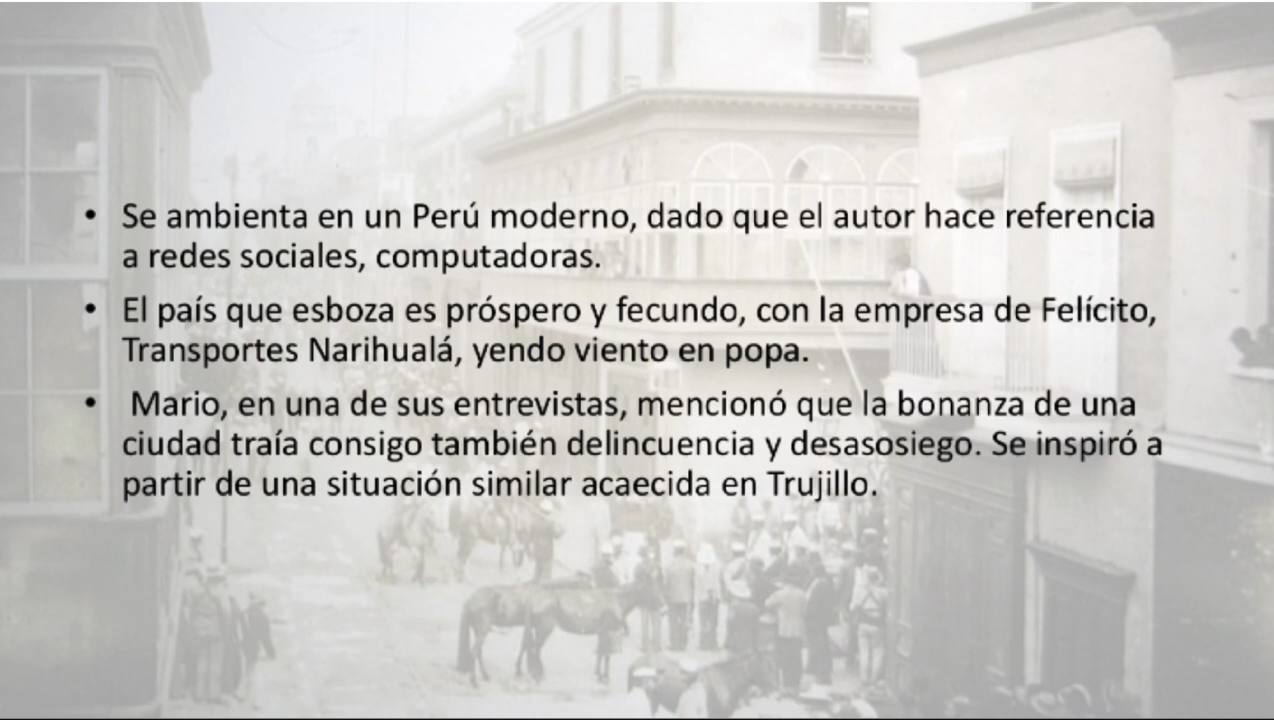 • Se ambienta en un Perú moderno, dado que el autor hace referencia
a redes sociales, computadoras.
• El país que esboza es próspero y fecundo, con la empresa de Felícito,
Transportes Narihualá, yendo viento en popa.
• Mario, en una de sus entrevistas, mencionó que la bonanza de una
ciudad traía consigo también delincuencia y desasosiego. Se inspiró a
partir de una situación similar acaecida en Trujillo.